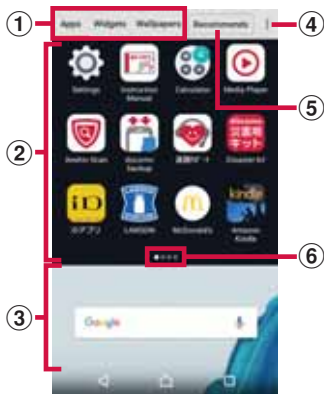 ① Apps Widgets Wallpapers Recommends ④
⑤
Settings Instruction Manual Calculator Media Player
②
docomo backup Disaster kit
災害用キット
iD kindle
iDアプリ LAWSON McDonald's Amazon Kindle
⑥
③ Google